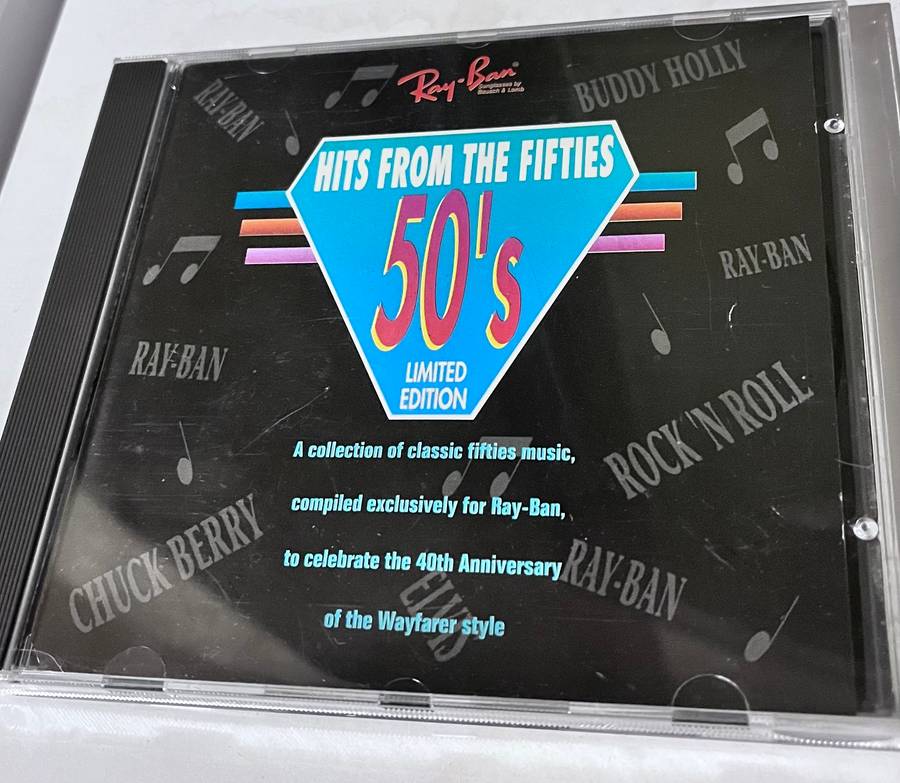 Ray-Ban
Sunglasses by
Bausch & Lomb
RAY-BAN
BUDDY HOLLY
HITS FROM THE FIFTIES
50's
LIMITED
EDITION
RAY-BAN
RAY-BAN
ROCK 'N ROLL
A collection of classic fifties music,
compiled exclusively for Ray-Ban,
to celebrate the 40th Anniversary
of the Wayfarer style
CHUCK BERRY
ELVIS
RAY-BAN